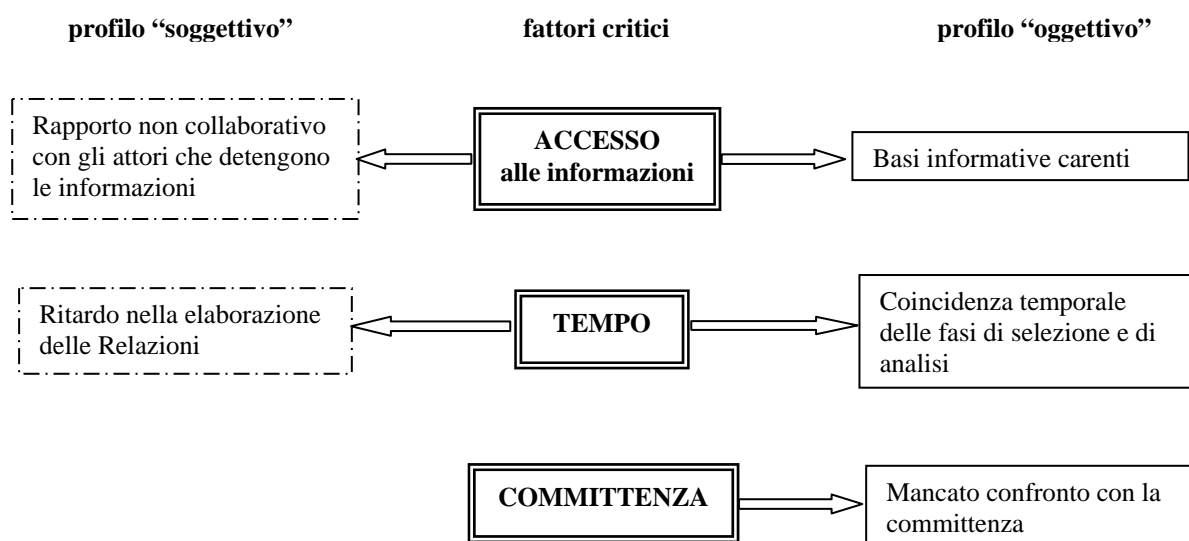 profilo “soggettivo”
fattori critici
profilo “oggettivo”
Rapporto non collaborativo
con gli attori che detengono
le informazioni
ACCESSO
alle informazioni
Basi informative carenti
Ritardo nella elaborazione
delle Relazioni
TEMPO
Coincidenza temporale
delle fasi di selezione e di
analisi
COMMITTENZA
Mancato confronto con la
committenza